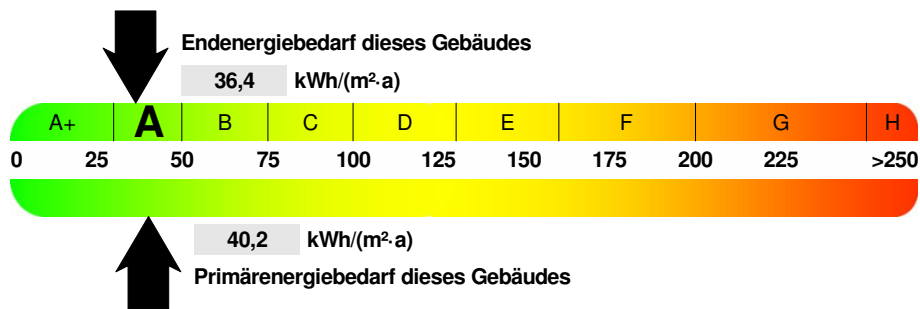 Endenergiebedarf dieses Gebäudes
36,4 kWh/(m²·a)
A+ A B C D E F G H
0 25 50 75 100 125 150 175 200 225 >250
40,2 kWh/(m²·a)
Primärenergiebedarf dieses Gebäudes